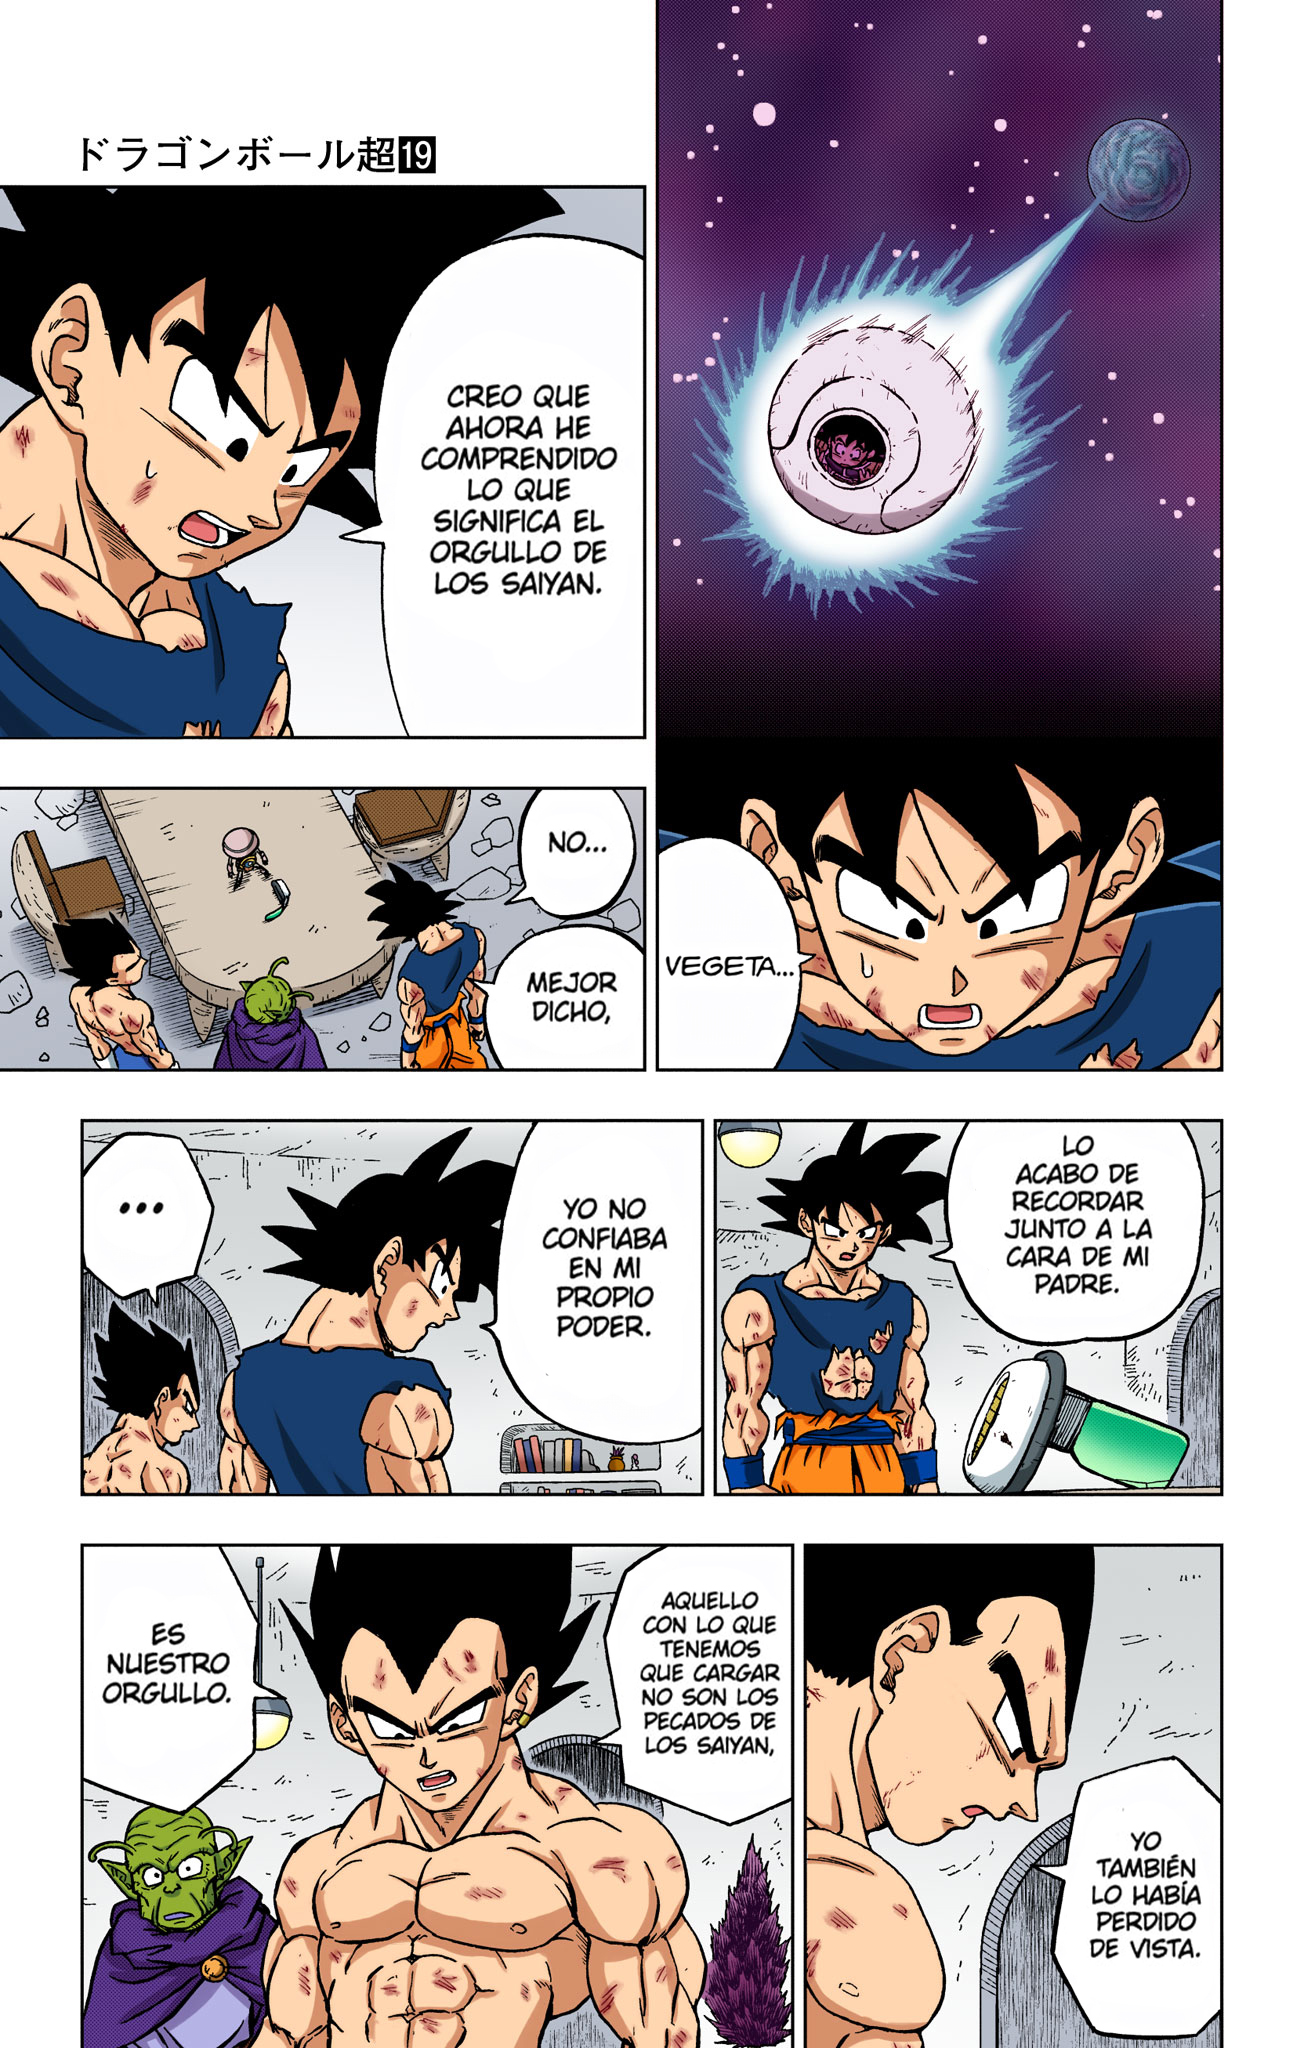 ドラゴンボール超19
VEGETA...
CREO QUE
AHORA HE
COMPRENDIDO
LO QUE
SIGNIFICA EL
ORGULLO DE
LOS SAIYAN.
NO...
MEJOR
DICHO,
LO
ACABO DE
RECORDAR
JUNTO A LA
CARA DE MI
PADRE.
YO NO
CONFIABA
EN MI
PROPIO
PODER.
...
YO
TAMBIÉN
LO HABÍA
PERDIDO
DE VISTA.
AQUELLO
CON LO QUE
TENEMOS
QUE CARGAR
NO SON LOS
PECADOS DE
LOS SAIYAN,
ES
NUESTRO
ORGULLO.